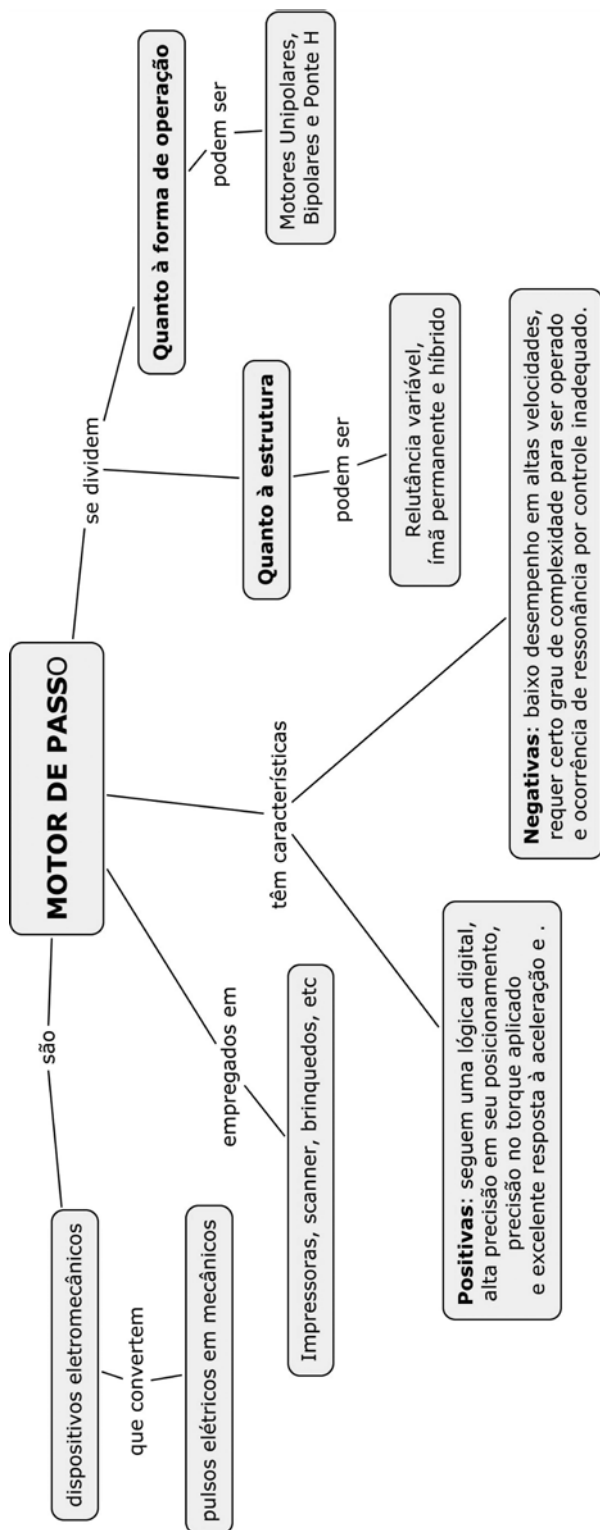 MOTOR DE PASSO
são
dispositivos eletromecânicos
que convertem
pulsos elétricos em mecânicos
empregados em
Impressoras, scanner, brinquedos, etc
têm características
Positivas: seguem uma lógica digital,
alta precisão em seu posicionamento,
precisão no torque aplicado
e excelente resposta à aceleração e .
Negativas: baixo desempenho em altas velocidades,
requer certo grau de complexidade para ser operado
e ocorrência de ressonância por controle inadequado.
se dividem
Quanto à estrutura
podem ser
Relutância variável,
ímã permanente e híbrido
Quanto à forma de operação
podem ser
Motores Unipolares,
Bipolares e Ponte H